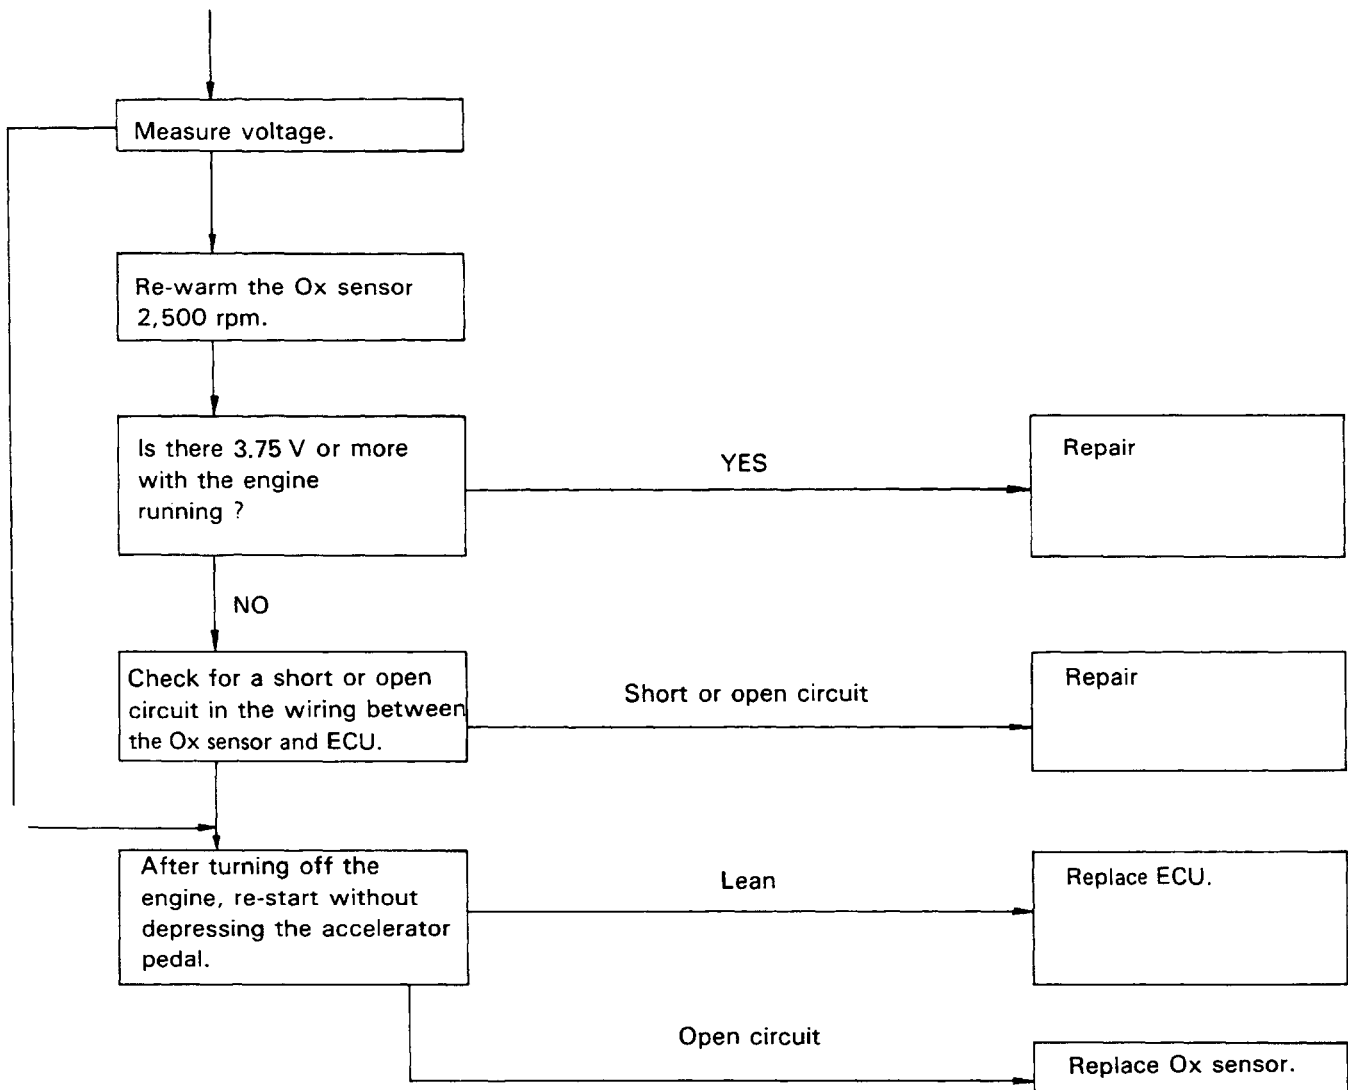 Measure voltage.
Re-warm the Ox sensor
2,500 rpm.
Is there 3.75 V or more
with the engine
running ?
YES
Repair
NO
Check for a short or open
circuit in the wiring between
the Ox sensor and ECU.
Short or open circuit
Repair
After turning off the
engine, re-start without
depressing the accelerator
pedal.
Lean
Replace ECU.
Open circuit
Replace Ox sensor.